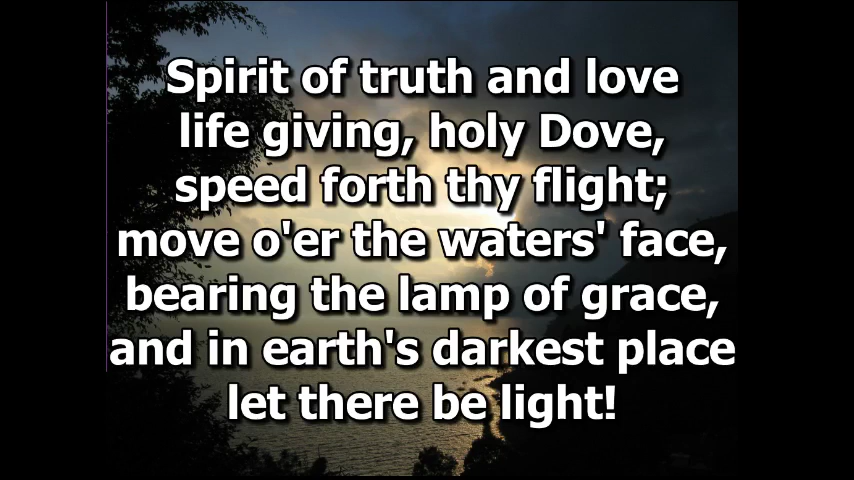 Spirit of truth and love
life giving, holy Dove,
speed forth thy flight;
move o'er the waters' face,
bearing the lamp of grace,
and in earth's darkest place
let there be light!